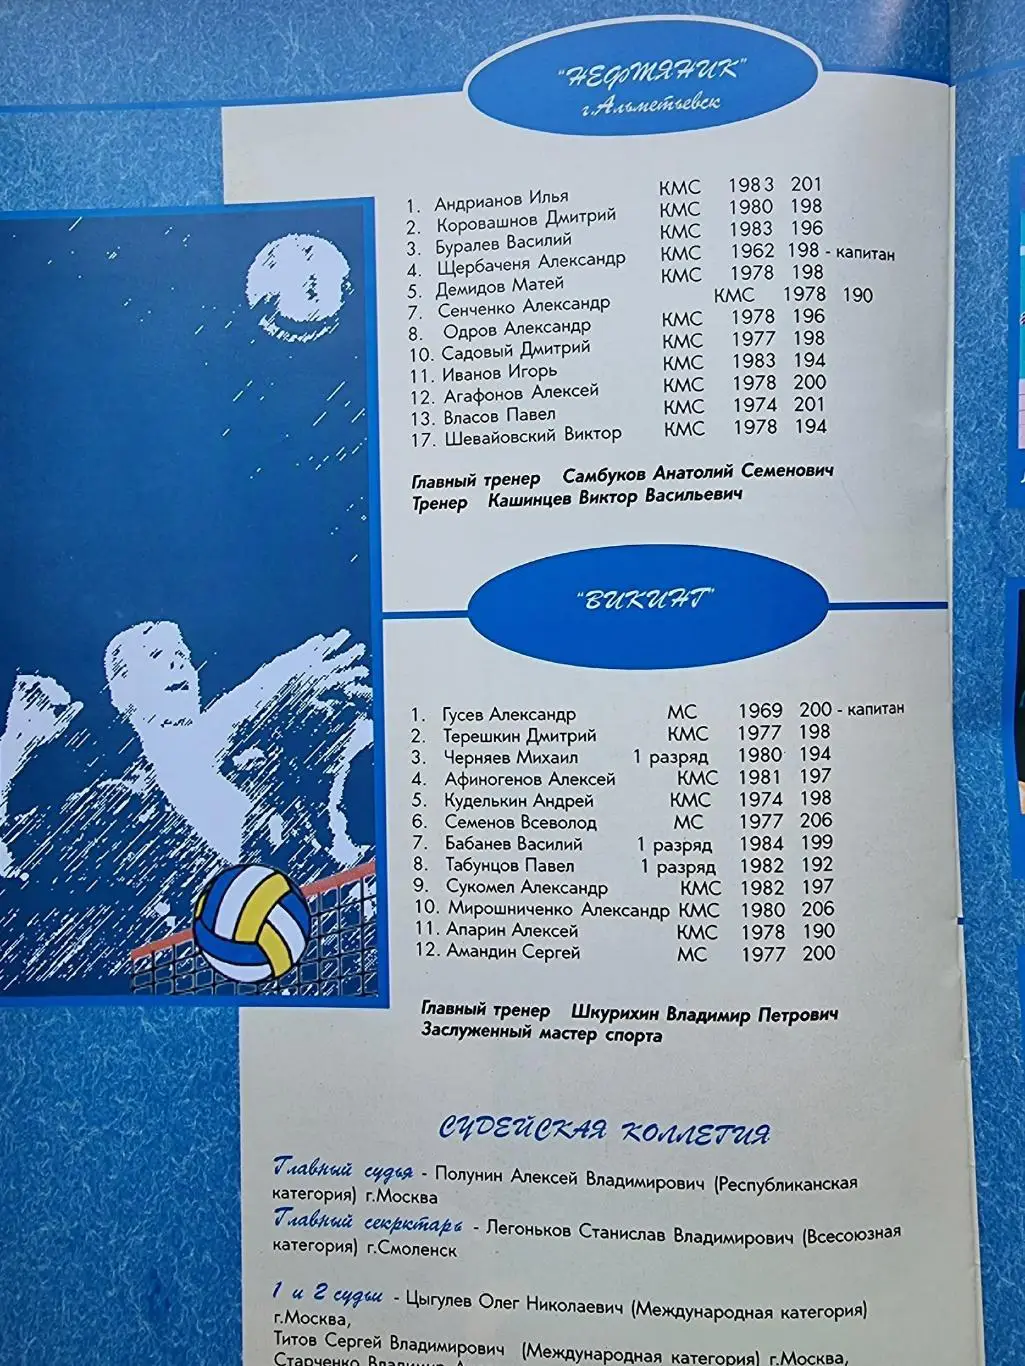 "НЕФТЯНИК"
г.Альметьевск
1. Андрианов Илья КМС 1983 201
2. Коровашнов Дмитрий КМС 1980 198
3. Буралев Василий КМС 1983 196
4. Щербаченя Александр КМС 1962 198 - капитан
5. Демидов Матей КМС 1978 198
7. Сенченко Александр КМС 1978 190
8. Одров Александр КМС 1978 196
10. Садовый Дмитрий КМС 1977 198
11. Иванов Игорь КМС 1983 194
12. Агафонов Алексей КМС 1978 200
13. Власов Павел КМС 1974 201
17. Шевайовский Виктор КМС 1978 194
Главный тренер Самбуков Анатолий Семенович
Тренер Кашинцев Виктор Васильевич
"ВИКИНГ"
1. Гусев Александр МС 1969 200 - капитан
2. Терешкин Дмитрий КМС 1977 198
3. Черняев Михаил 1 разряд 1980 194
4. Афиногенов Алексей КМС 1981 197
5. Куделькин Андрей КМС 1974 198
6. Семенов Всеволод МС 1977 206
7. Бабанев Василий 1 разряд 1984 199
8. Табунцов Павел 1 разряд 1982 192
9. Сукомел Александр КМС 1982 197
10. Мирошниченко Александр КМС 1980 206
11. Апарин Алексей КМС 1978 190
12. Амандин Сергей МС 1977 200
Главный тренер Шкурихин Владимир Петрович
Заслуженный мастер спорта
СУДЕЙСКАЯ КОЛЛЕГИЯ
Главный судья - Полунин Алексей Владимирович (Республиканская
категория) г.Москва
Главный секрктарь - Легоньков Станислав Владимирович (Всесоюзная
категория) г.Смоленск
1 и 2 судьи - Цыгулев Олег Николаевич (Международная категория)
г.Москва,
Титов Сергей Владимирович (Международная категория) г.Москва,
Старченко Владимир